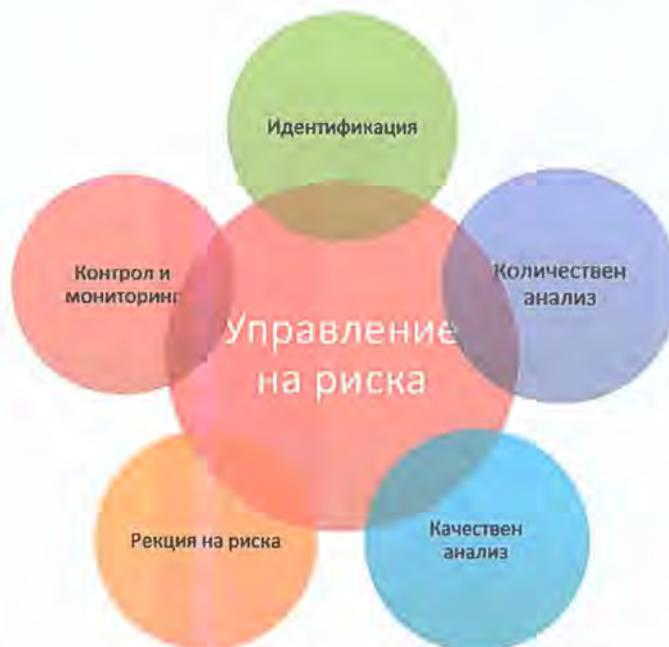 Идентификация
Количествен
анализ
Качествен
анализ
Рекция на риска
Контрол и
мониторинг
Управление
на риска